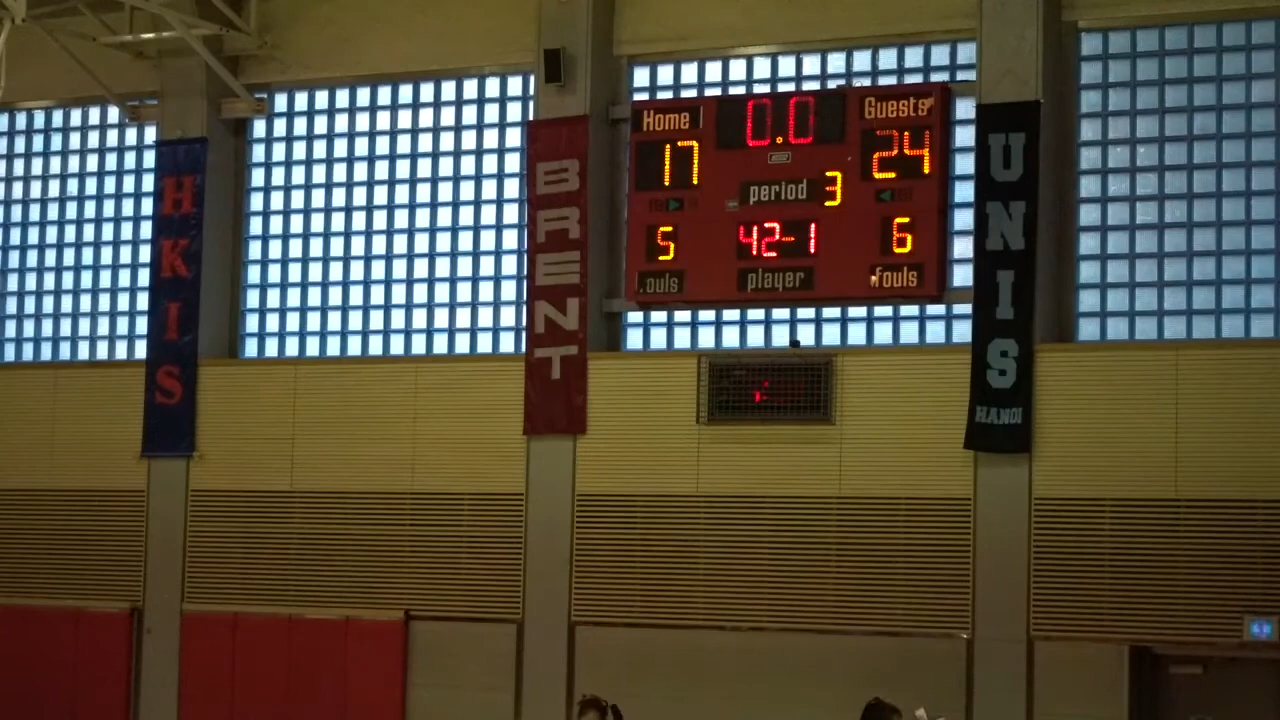 HKIS
BRENT
Home
0.0
Guests
17
24
period 3
5
42-1
6
.ouls
player
fouls
UNIS
HANOI